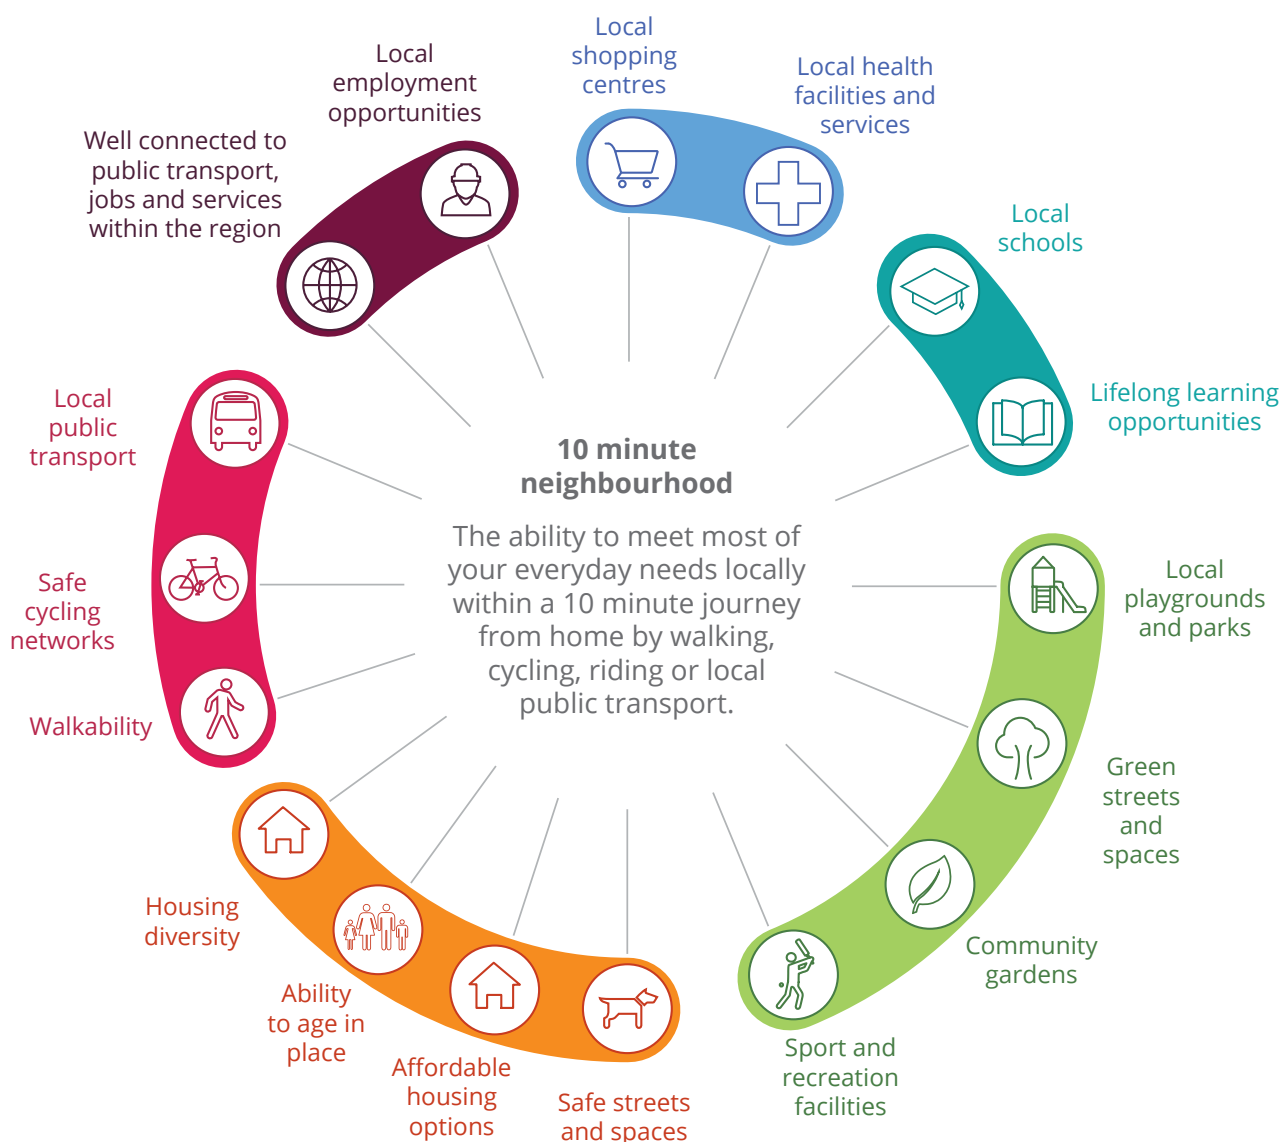 Local
shopping
centres
Local health
facilities and
services
Local
schools
Lifelong learning
opportunities
Local
playgrounds
and parks
Green
streets
and
spaces
Community
gardens
Sport and
recreation
facilities
Safe streets
and spaces
Affordable
housing
options
Ability
to age in
place
Housing
diversity
Walkability
Safe
cycling
networks
Local
public
transport
Well connected to
public transport,
jobs and services
within the region
Local
employment
opportunities
10 minute
neighbourhood
The ability to meet most of
your everyday needs locally
within a 10 minute journey
from home by walking,
cycling, riding or local
public transport.